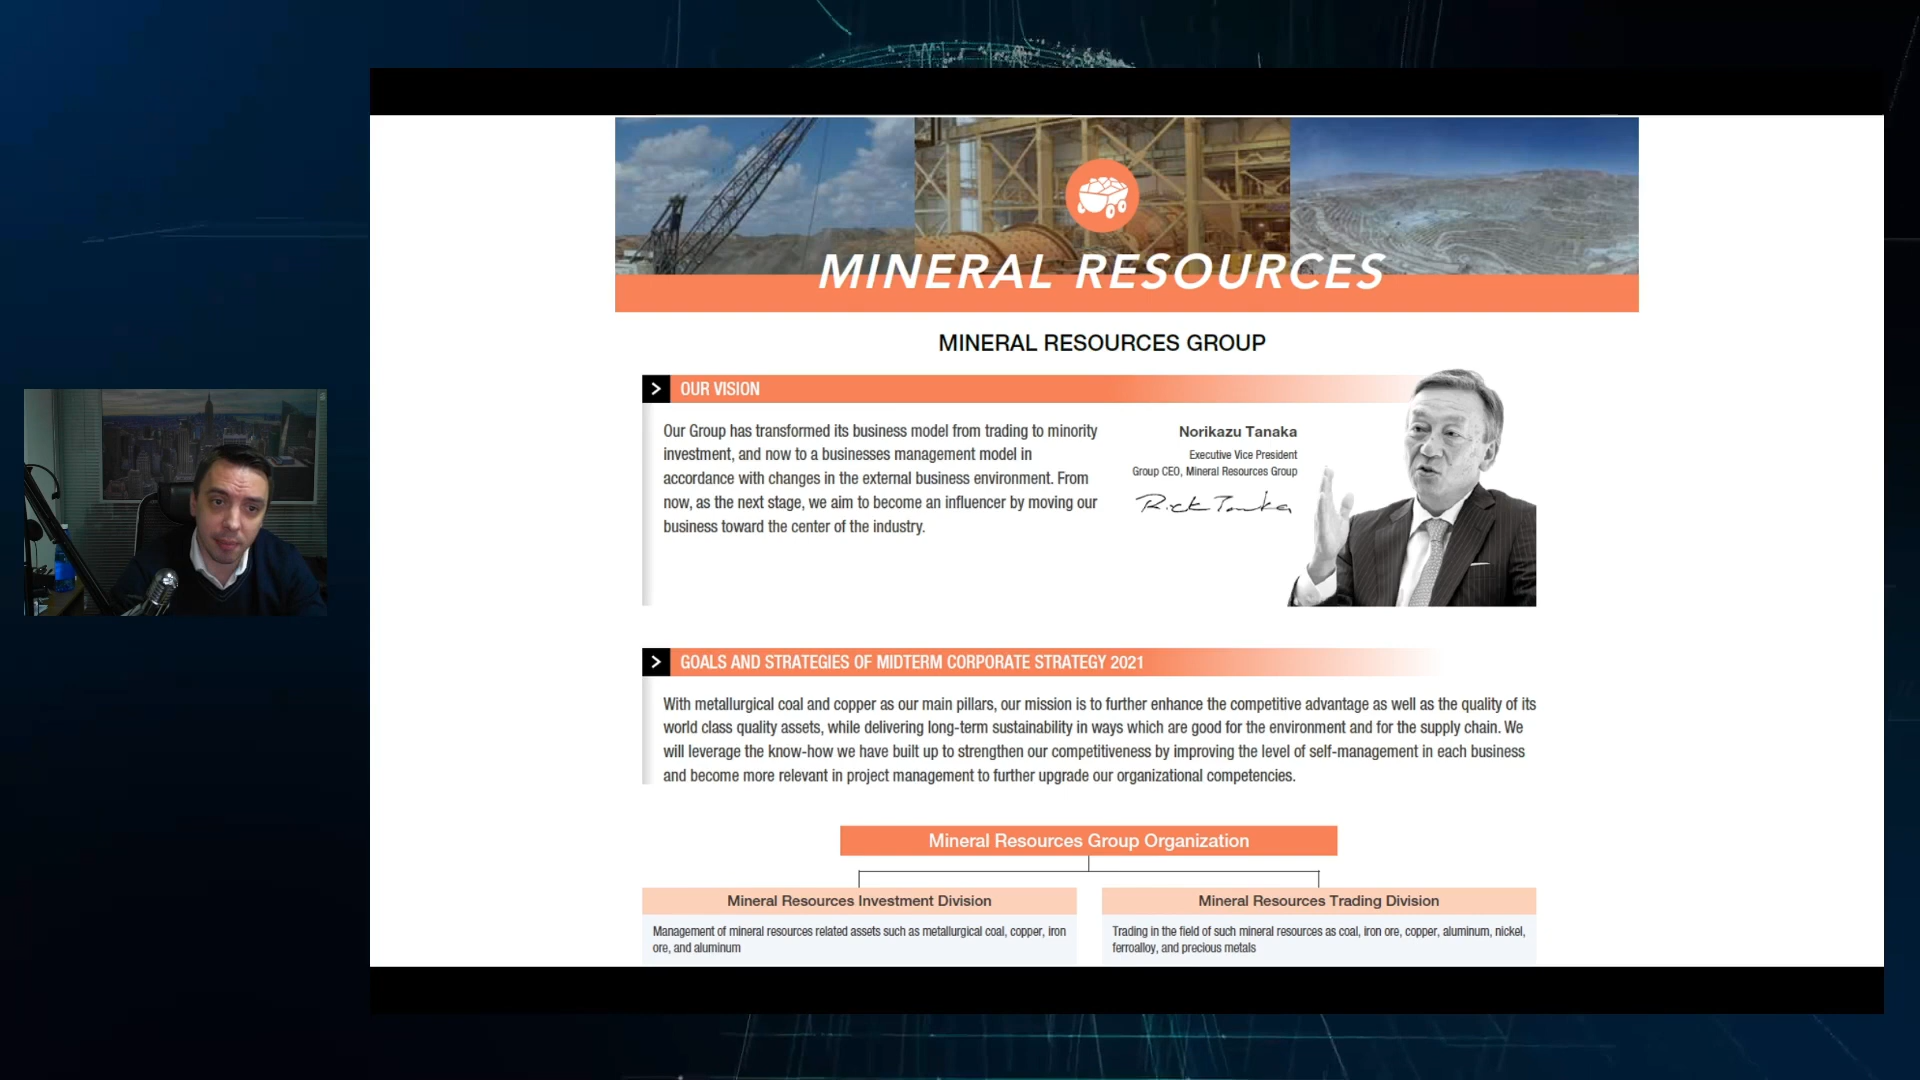 MINERAL RESOURCES
MINERAL RESOURCES GROUP
OUR VISION
Our Group has transformed its business model from trading to minority
investment, and now to a businesses management model in
accordance with changes in the external business environment. From
now, as the next stage, we aim to become an influencer by moving our
business toward the center of the industry.
Norikazu Tanaka
Executive Vice President
Group CEO, Mineral Resources Group
Rick Tanaka
GOALS AND STRATEGIES OF MIDTERM CORPORATE STRATEGY 2021
With metallurgical coal and copper as our main pillars, our mission is to further enhance the competitive advantage as well as the quality of its
world class quality assets, while delivering long-term sustainability in ways which are good for the environment and for the supply chain. We
will leverage the know-how we have built up to strengthen our competitiveness by improving the level of self-management in each business
and become more relevant in project management to further upgrade our organizational competencies.
Mineral Resources Group Organization
Mineral Resources Investment Division
Management of mineral resources related assets such as metallurgical coal, copper, iron
ore, and aluminum
Mineral Resources Trading Division
Trading in the field of such mineral resources as coal, iron ore, copper, aluminum, nickel,
ferroalloy, and precious metals